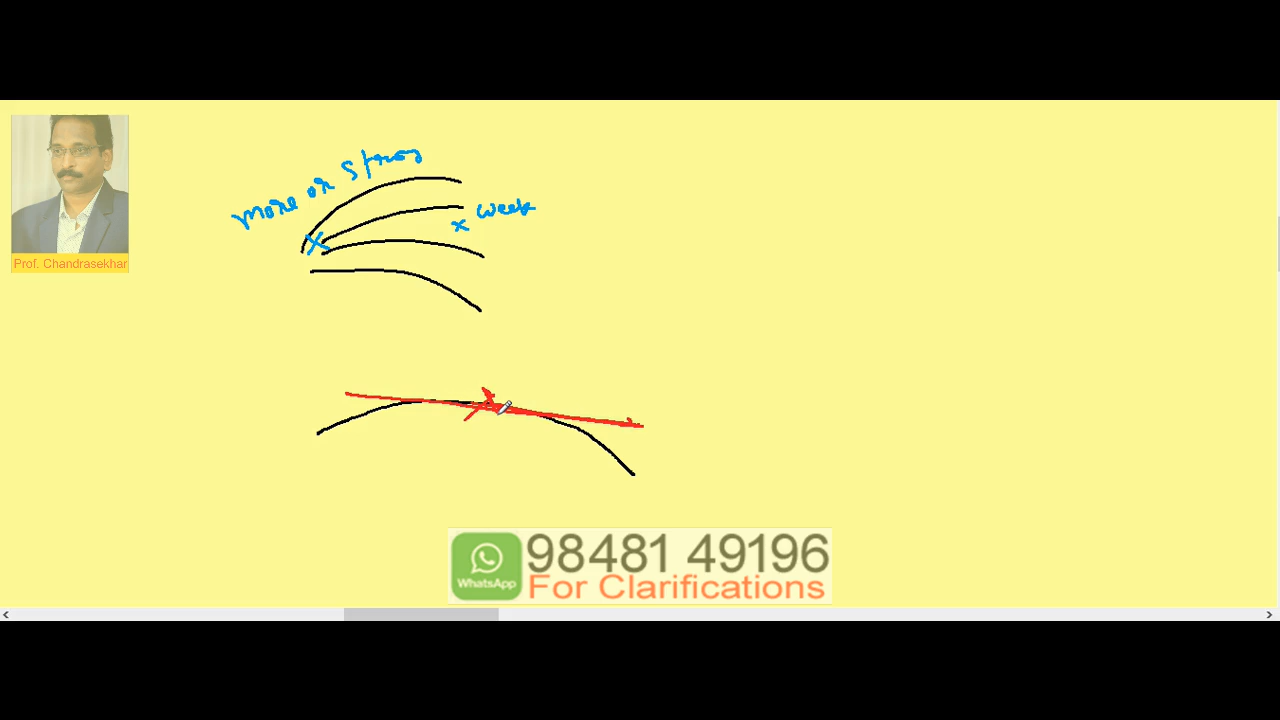 more or strong
week
Prof. Chandrasekhar
WhatsApp
98481 49196
For Clarifications